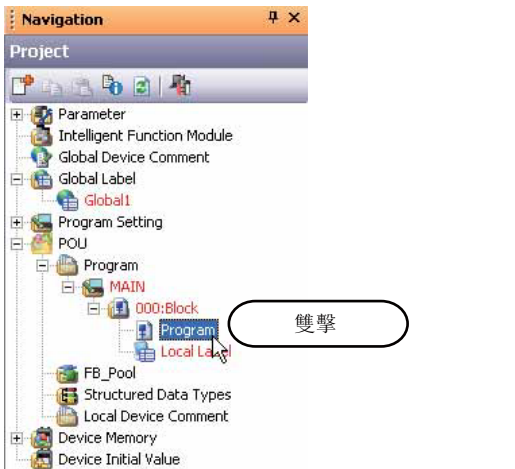 Navigation
Project
Parameter
Intelligent Function Module
Global Device Comment
Global Label
Global1
Program Setting
POU
Program
MAIN
000:Block
Program
雙擊
Local Label
FB_Pool
Structured Data Types
Local Device Comment
Device Memory
Device Initial Value